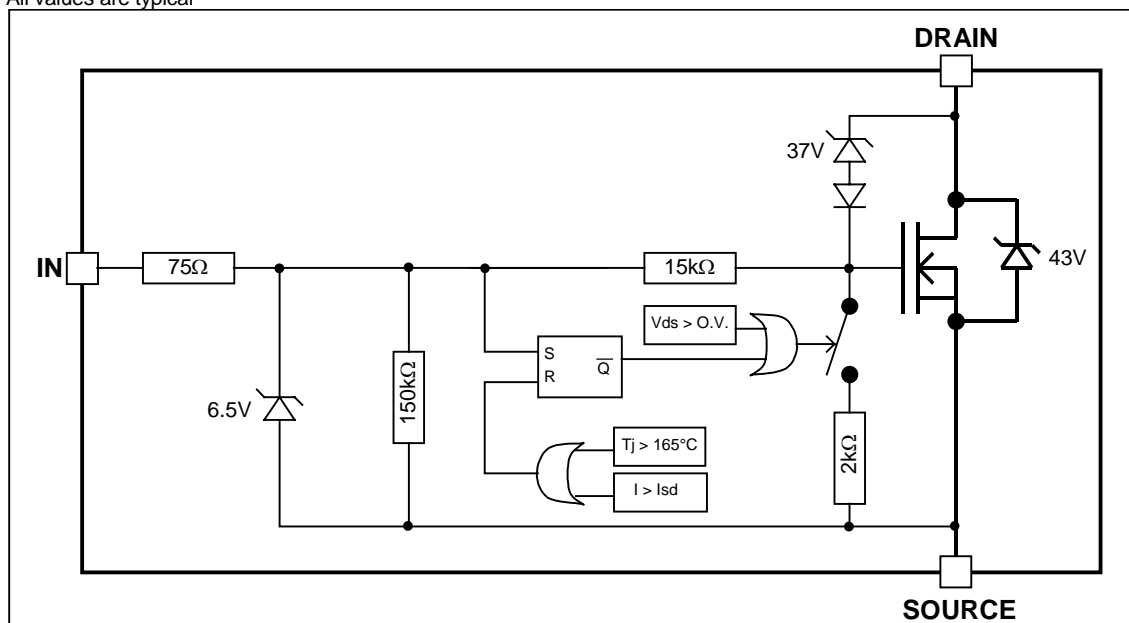 All values are typical
DRAIN
37V
IN
75Ω
15kΩ
43V
Vds > O.V.
S
R
Q̅
6.5V
150kΩ
Tj > 165°C
I > Isd
2kΩ
SOURCE